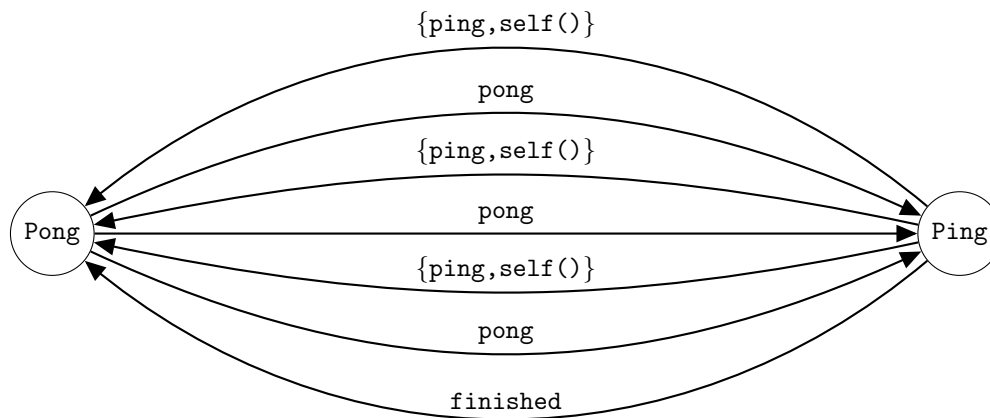 {ping,self()}
pong
{ping,self()}
pong
Pong
Ping
{ping,self()}
pong
finished